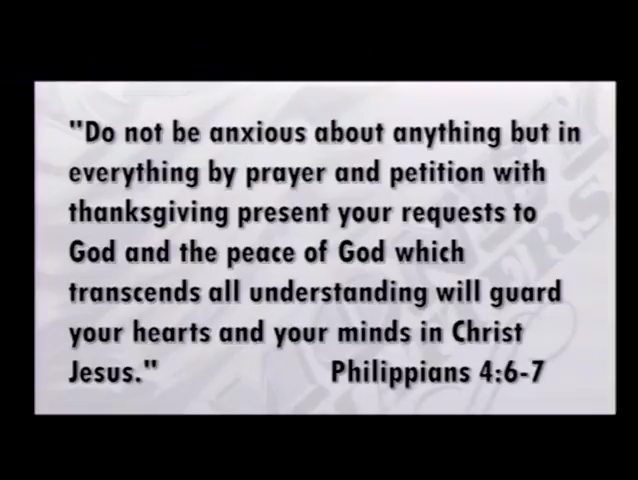 "Do not be anxious about anything but in
everything by prayer and petition with
thanksgiving present your requests to
God and the peace of God which
transcends all understanding will guard
your hearts and your minds in Christ
Jesus." Philippians 4:6-7